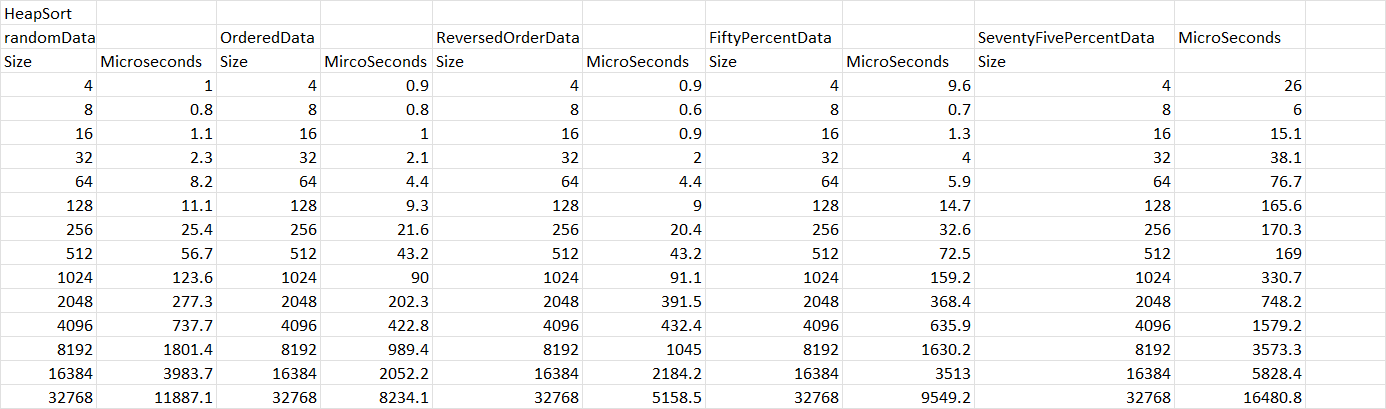 HeapSort
randomData OrderedData ReversedOrderData FiftyPercentData SeventyFivePercentData MicroSeconds
Size Microseconds Size MircoSeconds Size MicroSeconds Size MicroSeconds Size
4 1 4 0.9 4 0.9 4 9.6 4 26
8 0.8 8 0.8 8 0.6 8 0.7 8 6
16 1.1 16 1 16 0.9 16 1.3 16 15.1
32 2.3 32 2.1 32 2 32 4 32 38.1
64 8.2 64 4.4 64 4.4 64 5.9 64 76.7
128 11.1 128 9.3 128 9 128 14.7 128 165.6
256 25.4 256 21.6 256 20.4 256 32.6 256 170.3
512 56.7 512 43.2 512 43.2 512 72.5 512 169
1024 123.6 1024 90 1024 91.1 1024 159.2 1024 330.7
2048 277.3 2048 202.3 2048 391.5 2048 368.4 2048 748.2
4096 737.7 4096 422.8 4096 432.4 4096 635.9 4096 1579.2
8192 1801.4 8192 989.4 8192 1045 8192 1630.2 8192 3573.3
16384 3983.7 16384 2052.2 16384 2184.2 16384 3513 16384 5828.4
32768 11887.1 32768 8234.1 32768 5158.5 32768 9549.2 32768 16480.8